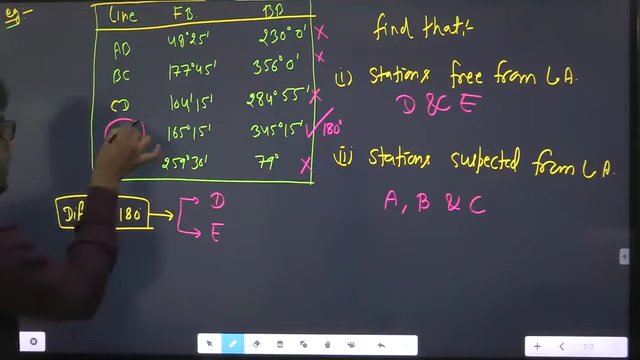 eg:-
Line FB. BB
AB 48°25' 230°0' ×
BC 177°45' 356°0' ×
CD 104°15' 284°55' ×
165°15' 345°15' ✓ 180°
259°30' 79° ×
Diff 180° → D
E
find that,-
(i) Stations free from L.A.
D & E
(ii) Stations suspected from L.A.
A, B & C
7/7